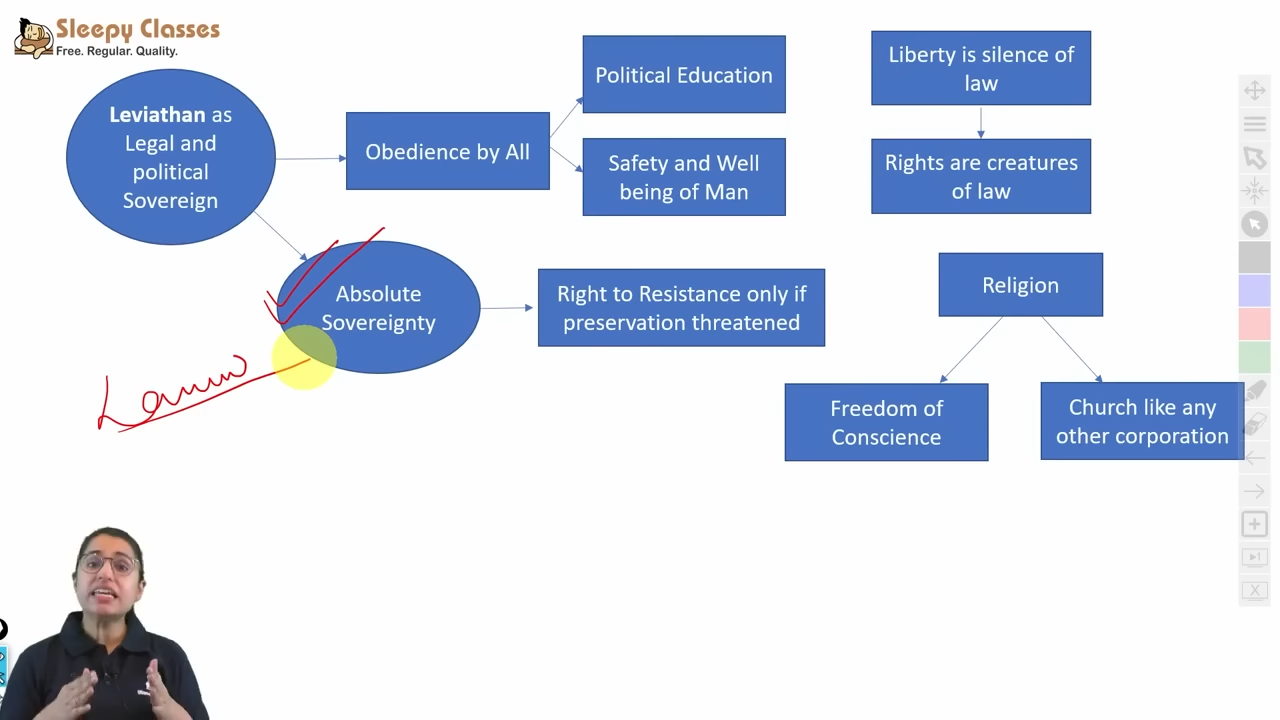 Sleepy Classes
Free. Regular. Quality.
Leviathan as
Legal and
political
Sovereign
Obedience by All
Political Education
Safety and Well
being of Man
Absolute
Sovereignty
Right to Resistance only if
preservation threatened
Liberty is silence of
law
Rights are creatures
of law
Religion
Freedom of
Conscience
Church like any
other corporation